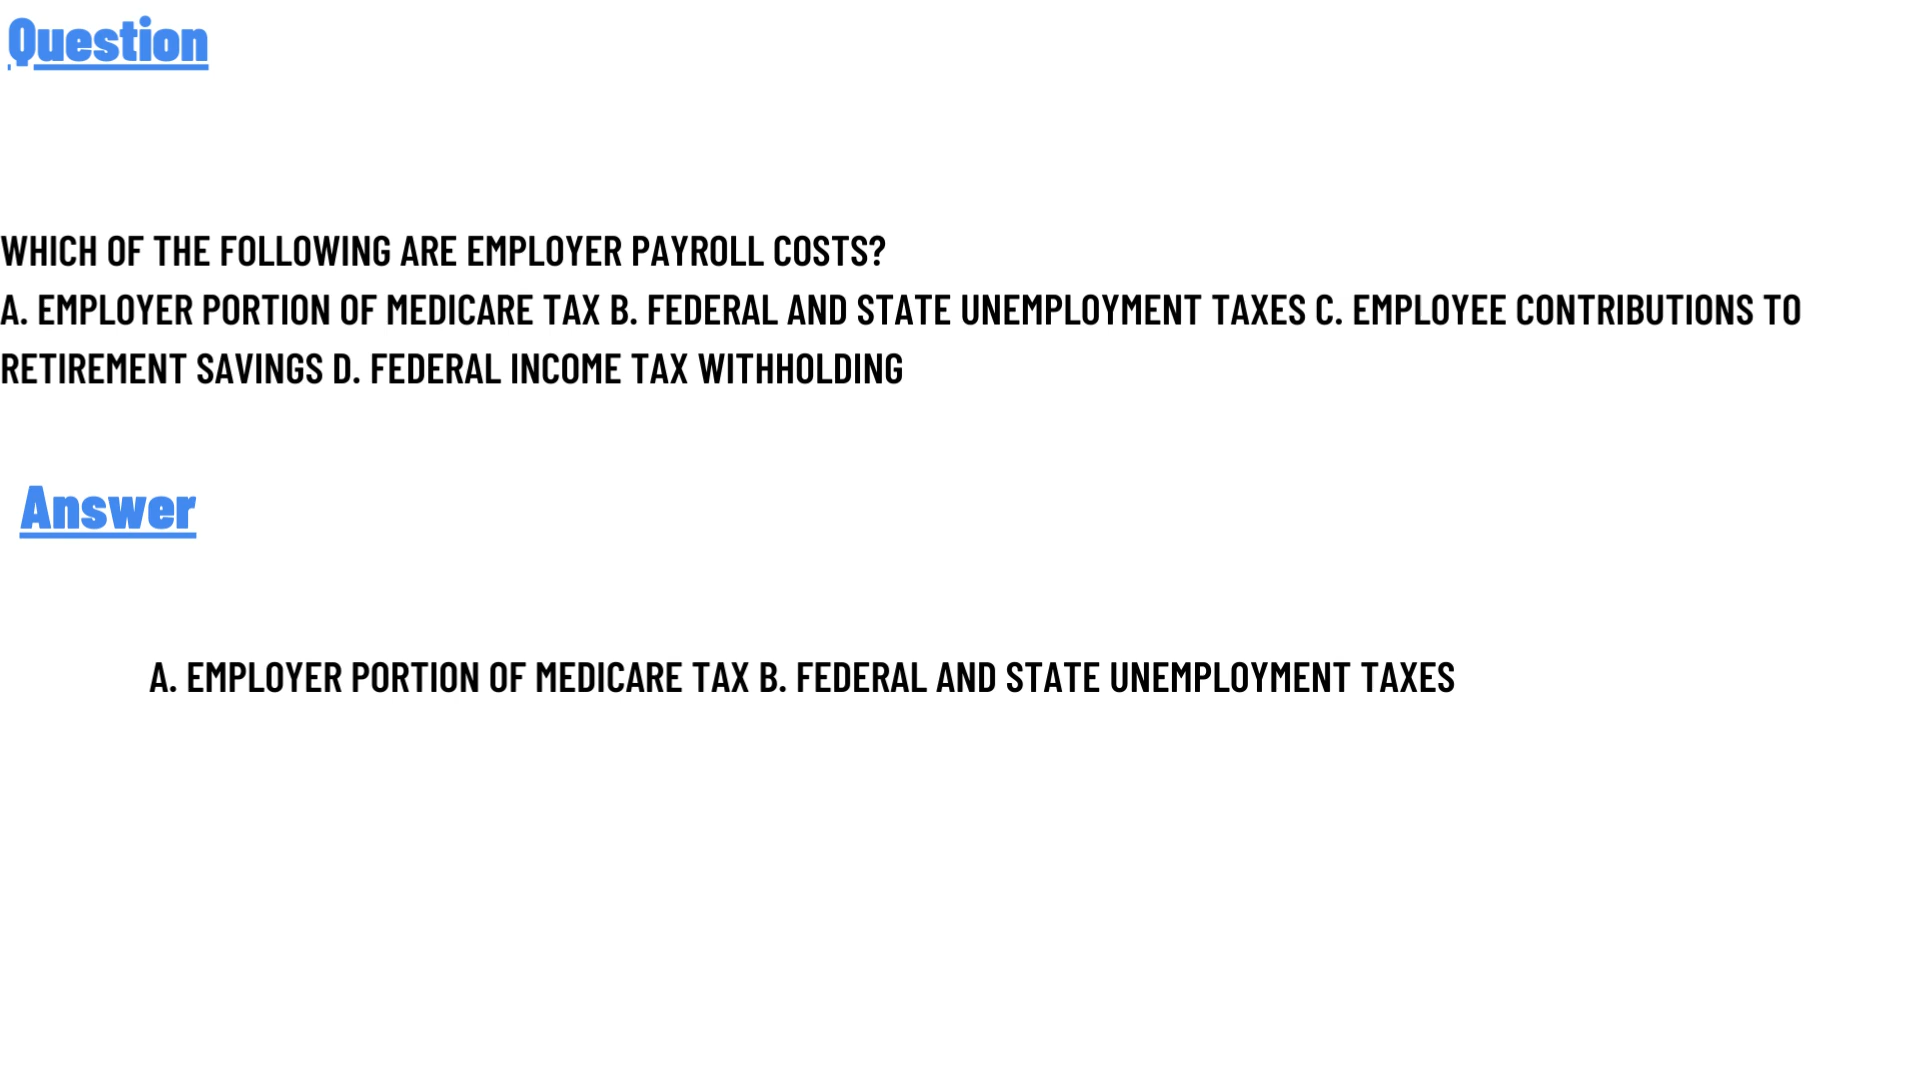 Question
WHICH OF THE FOLLOWING ARE EMPLOYER PAYROLL COSTS?
A. EMPLOYER PORTION OF MEDICARE TAX B. FEDERAL AND STATE UNEMPLOYMENT TAXES C. EMPLOYEE CONTRIBUTIONS TO
RETIREMENT SAVINGS D. FEDERAL INCOME TAX WITHHOLDING
Answer
A. EMPLOYER PORTION OF MEDICARE TAX B. FEDERAL AND STATE UNEMPLOYMENT TAXES